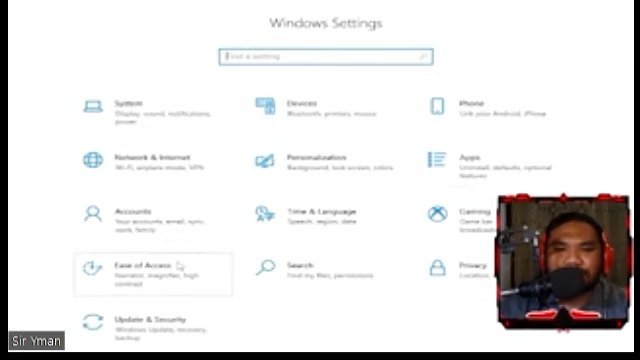 Windows Settings
Find a setting
System
Display, sound, notifications,
power
Devices
Bluetooth, printers, mouse
Phone
Link your Android, iPhone
Network & Internet
Wi-Fi, airplane mode, VPN
Personalization
Background, lock screen, colors
Apps
Uninstall, defaults, optional
features
Accounts
Your accounts, email, sync,
work, family
Time & Language
Speech, region, date
Gaming
Game bar,
Ease of Access
Narrator, magnifier, high
contrast
Search
Find my files, permissions
Privacy
Location,
Update & Security
Windows Update, recovery,
backup
Sir Yman